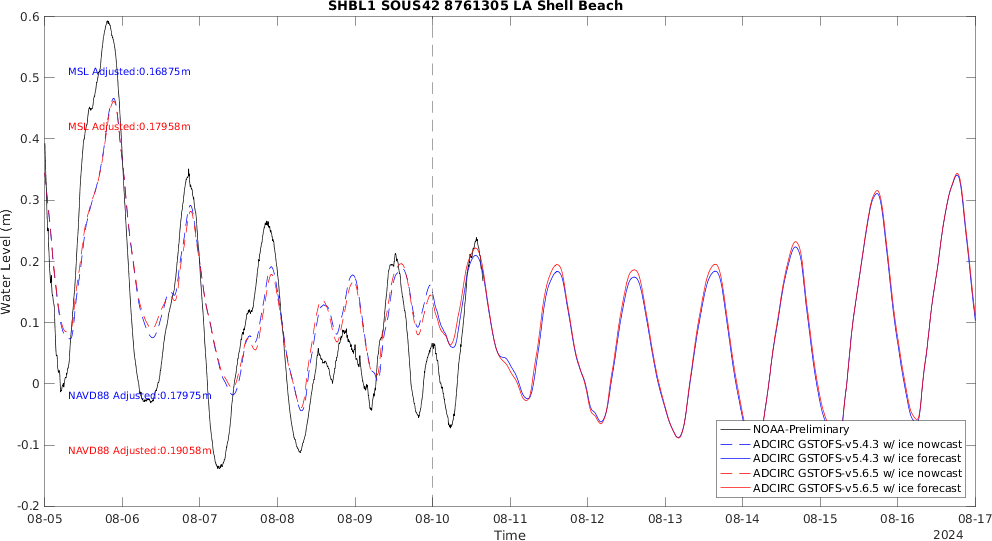 SHBL1 SOUS42 8761305 LA Shell Beach
0.6
0.5
0.4
0.3
0.2
0.1
0
-0.1
-0.2
Water Level (m)
MSL Adjusted:0.16875m
MSL Adjusted:0.17958m
NAVD88 Adjusted:0.17975m
NAVD88 Adjusted:0.19058m
NOAA-Preliminary
ADCIRC GSTOFS-v5.4.3 w/ ice nowcast
ADCIRC GSTOFS-v5.4.3 w/ ice forecast
ADCIRC GSTOFS-v5.6.5 w/ ice nowcast
ADCIRC GSTOFS-v5.6.5 w/ ice forecast
08-05 08-06 08-07 08-08 08-09 08-10 08-11 08-12 08-13 08-14 08-15 08-16 08-17
Time
2024